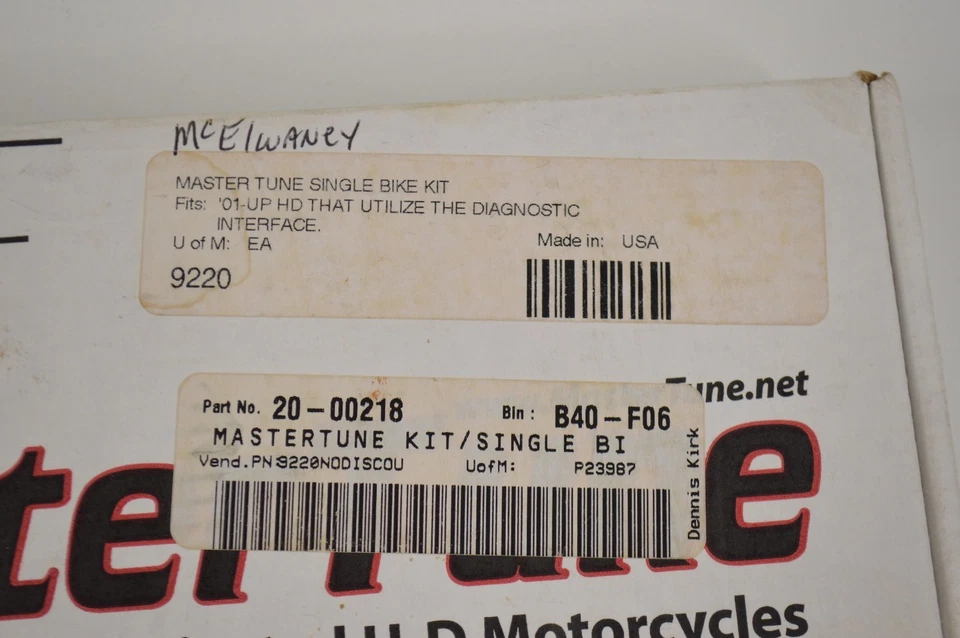 McElwaney
MASTER TUNE SINGLE BIKE KIT
Fits: '01-UP HD THAT UTILIZE THE DIAGNOSTIC
INTERFACE.
U of M: EA
Made in: USA
9220
Tune.net
Part No. 20-00218 Bin: B40-F06
MASTERTUNE KIT/SINGLE BI
Vend.PN:9220NODISCOU UofM: P23987
Dennis Kirk
terTune
H-D Motorcycles